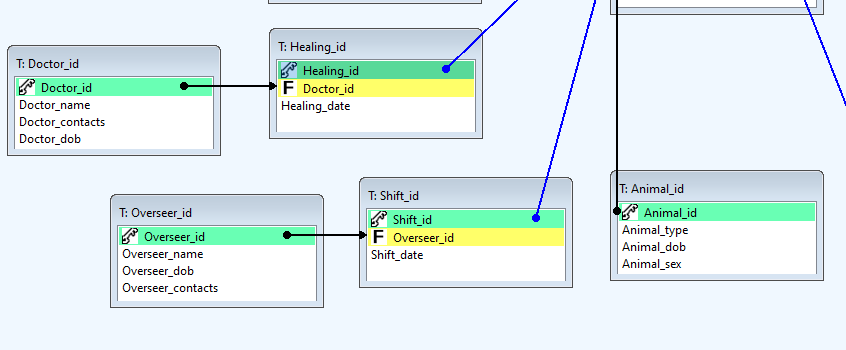 T: Doctor_id
Doctor_id
Doctor_name
Doctor_contacts
Doctor_dob
T: Healing_id
Healing_id
F Doctor_id
Healing_date
T: Overseer_id
Overseer_id
Overseer_name
Overseer_dob
Overseer_contacts
T: Shift_id
Shift_id
F Overseer_id
Shift_date
T: Animal_id
Animal_id
Animal_type
Animal_dob
Animal_sex